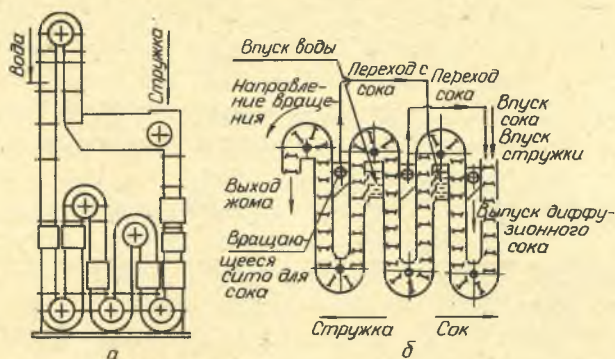 Вода
Стружка
а
Впуск воды
Направле-
ние враще-
ния
Переход с
сока
Переход
сока
Впуск
сока
Впуск
стружки
Выход
жома
Вращаю-
щееся сито для
сока
Выпуск диффу-
зионного
сока
Стружка
Сок
б